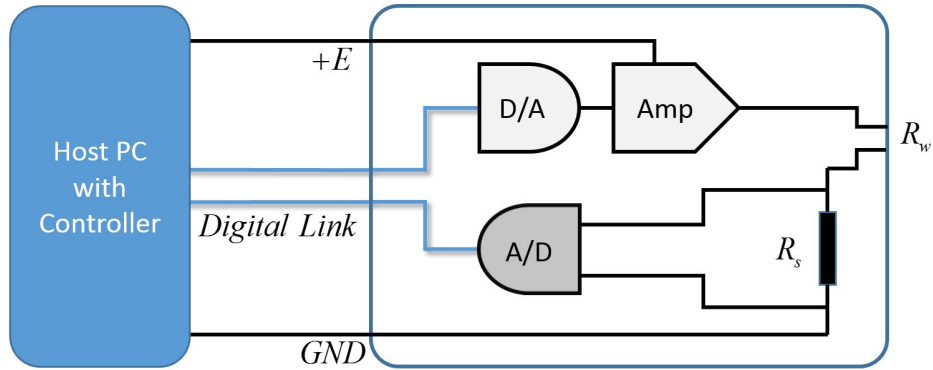 +E
D/A
Amp
R_w
Host PC
with
Controller
Digital Link
A/D
R_s
GND